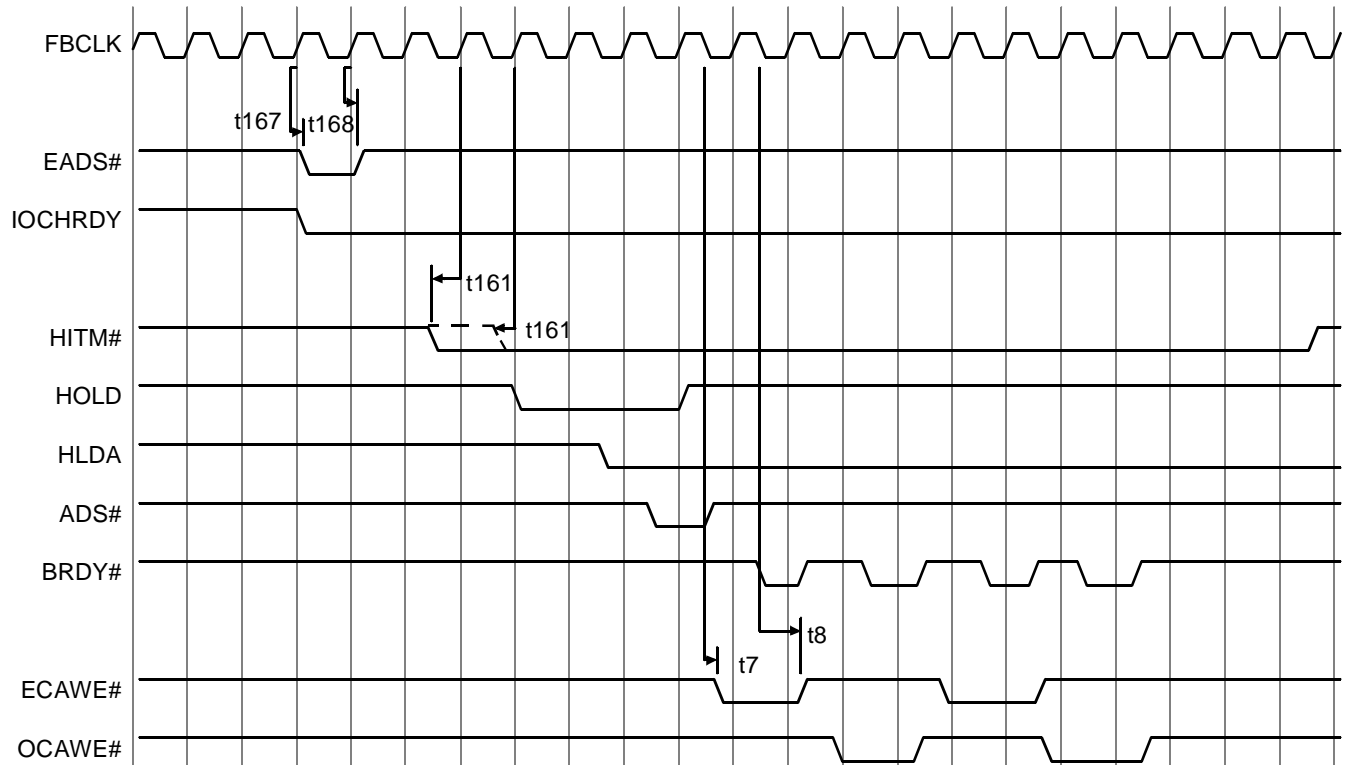 FBCLK
t167 t168
EADS#
IOCHRDY
t161
HITM# t161
HOLD
HLDA
ADS#
BRDY#
t8
t7
ECAWE#
OCAWE#